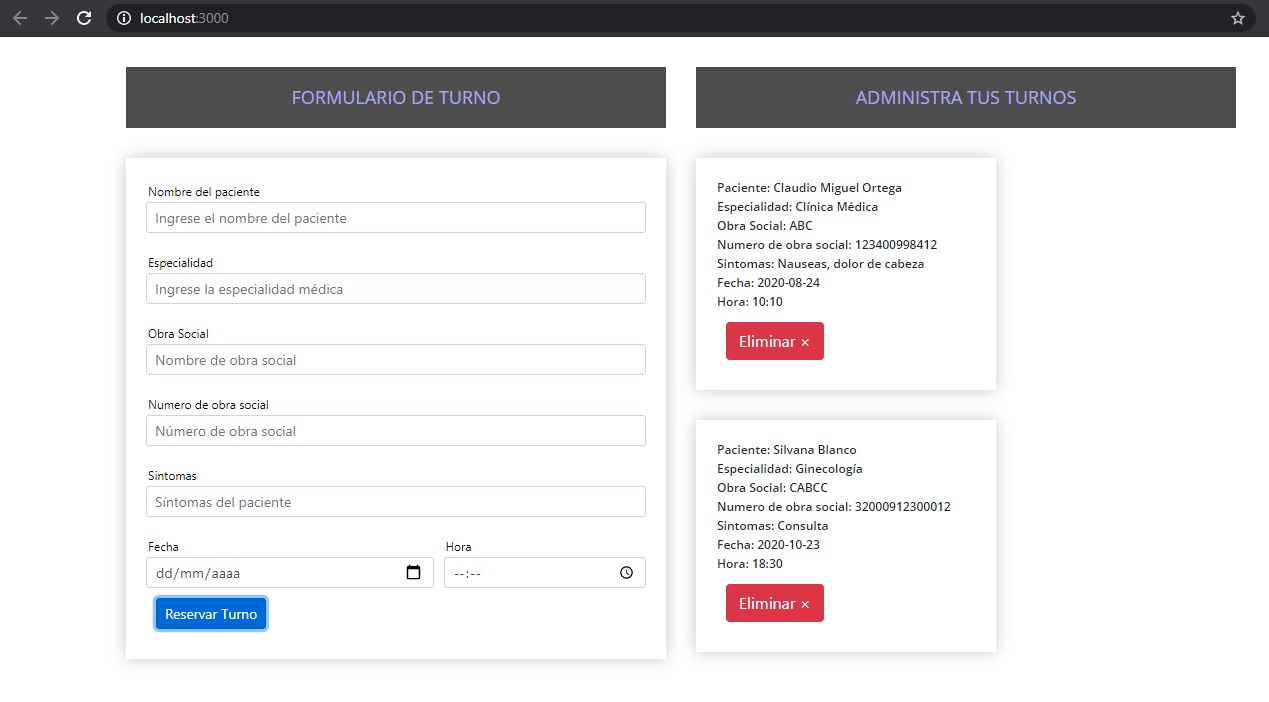 localhost:3000
FORMULARIO DE TURNO
Nombre del paciente
Ingrese el nombre del paciente
Especialidad
Ingrese la especialidad médica
Obra Social
Nombre de obra social
Numero de obra social
Número de obra social
Sintomas
Síntomas del paciente
Fecha Hora
dd/mm/aaaa --:--
Reservar Turno
ADMINISTRA TUS TURNOS
Paciente: Claudio Miguel Ortega
Especialidad: Clínica Médica
Obra Social: ABC
Numero de obra social: 123400998412
Sintomas: Nauseas, dolor de cabeza
Fecha: 2020-08-24
Hora: 10:10
Eliminar ×
Paciente: Silvana Blanco
Especialidad: Ginecología
Obra Social: CABCC
Numero de obra social: 32000912300012
Sintomas: Consulta
Fecha: 2020-10-23
Hora: 18:30
Eliminar ×